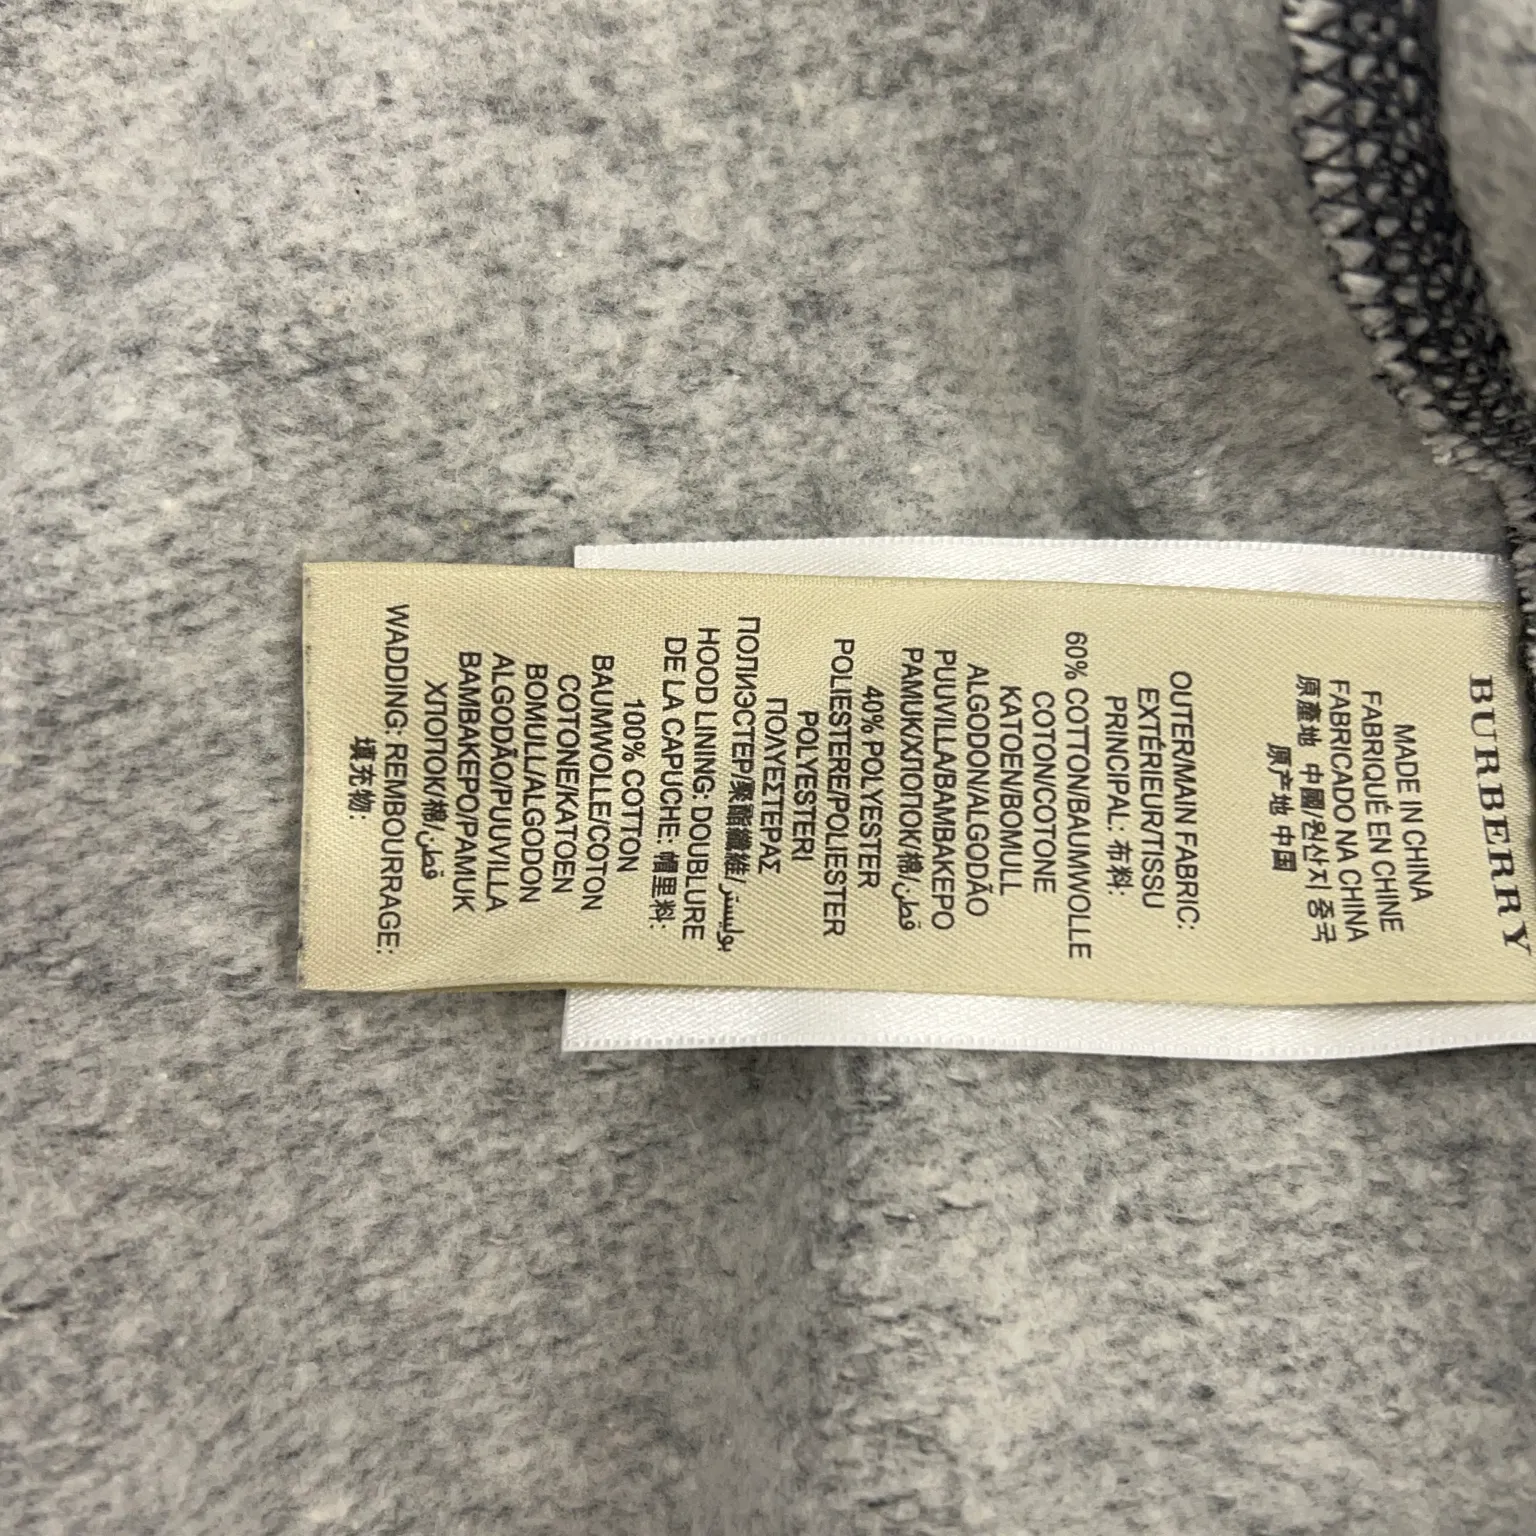 BURBERRY
MADE IN CHINA
FABRIQUÉ EN CHINE
FABRICADO NA CHINA
原產地 中國/원산지 중국
原产地 中国
OUTER/MAIN FABRIC:
EXTÉRIEUR/TISSU
PRINCIPAL: 布料:
60% COTTON/BAUMWOLLE
COTON/COTONE
KATOEN/BOMULL
ALGODON/ALGODÃO
PUUVILLA/BAMBAKEPO
PAMUK/ХЛОПОК/棉/قطن
40% POLYESTER
POLIESTERE/POLIESTER
POLYESTERI
ΠΟΛΥΕΣΤΕΡΑΣ
ПОЛИЭСТЕР/聚酯纖維/بوليستر
HOOD LINING: DOUBLURE
DE LA CAPUCHE: 帽里料:
100% COTTON
BAUMWOLLE/COTON
COTONE/KATOEN
BOMULL/ALGODON
ALGODÃO/PUUVILLA
BAMBAKEPO/PAMUK
ХЛОПОК/棉/قطن
WADDING: REMBOURRAGE:
填充物: